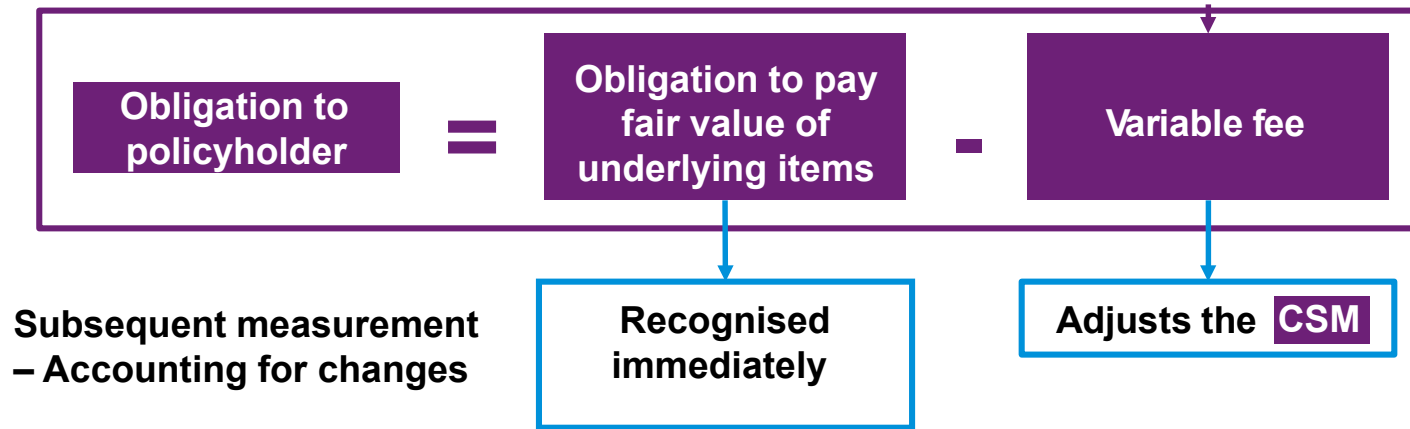 Obligation to
policyholder
=
Obligation to pay
fair value of
underlying items
-
Variable fee
Subsequent measurement
– Accounting for changes
Recognised
immediately
Adjusts the CSM